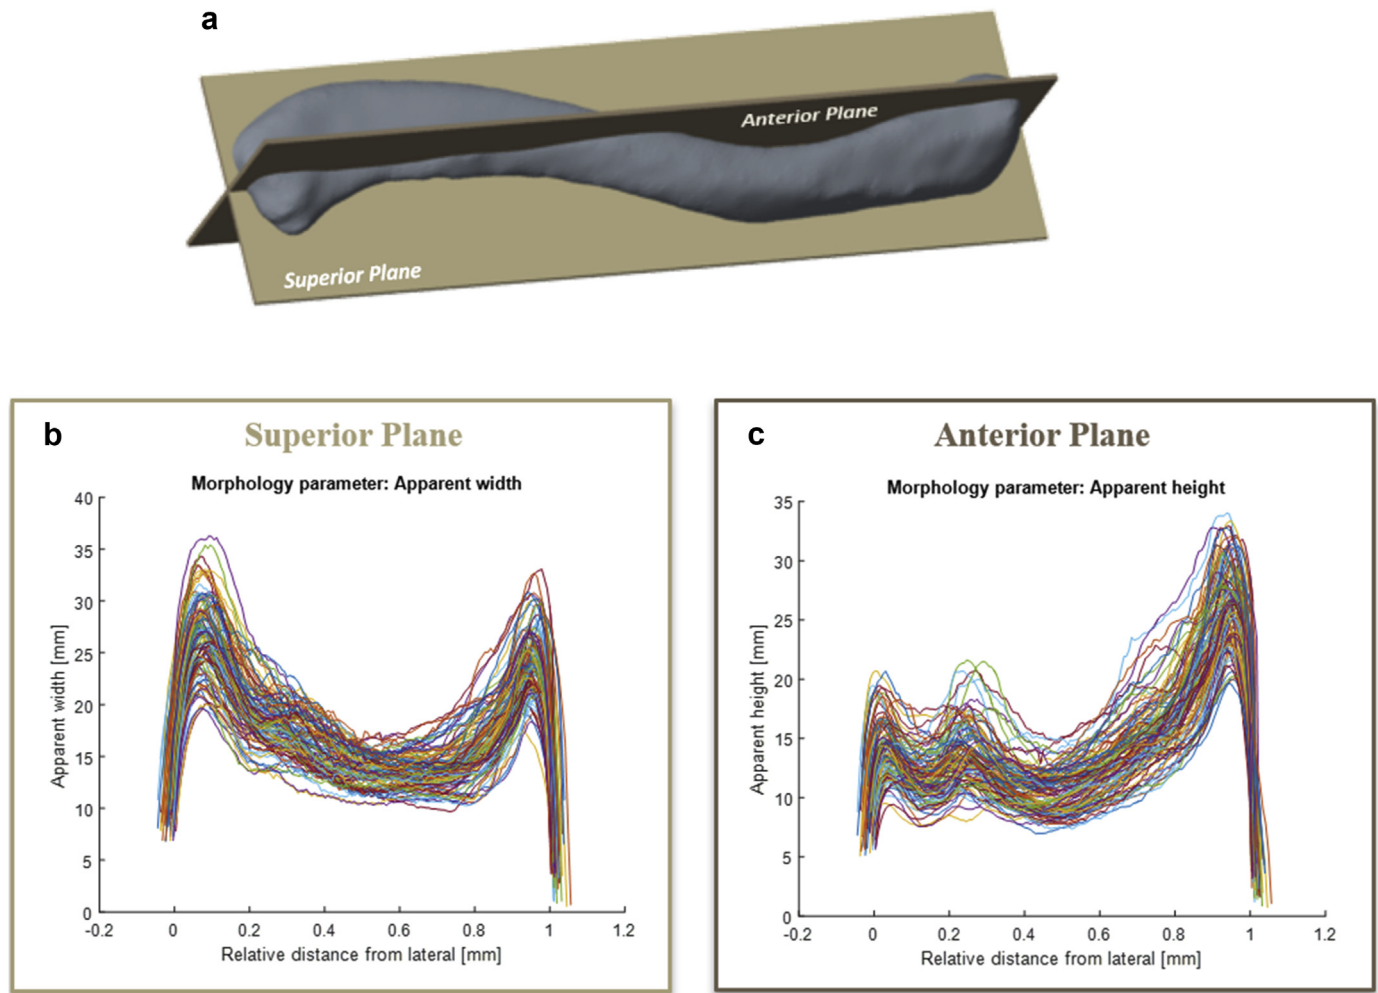 a
Anterior Plane
Superior Plane
b
Superior Plane
Morphology parameter: Apparent width
40
35
30
25
20
15
10
5
0
Apparent width [mm]
-0.2 0 0.2 0.4 0.6 0.8 1 1.2
Relative distance from lateral [mm]
c
Anterior Plane
Morphology parameter: Apparent height
35
30
25
20
15
10
5
0
Apparent height [mm]
-0.2 0 0.2 0.4 0.6 0.8 1 1.2
Relative distance from lateral [mm]